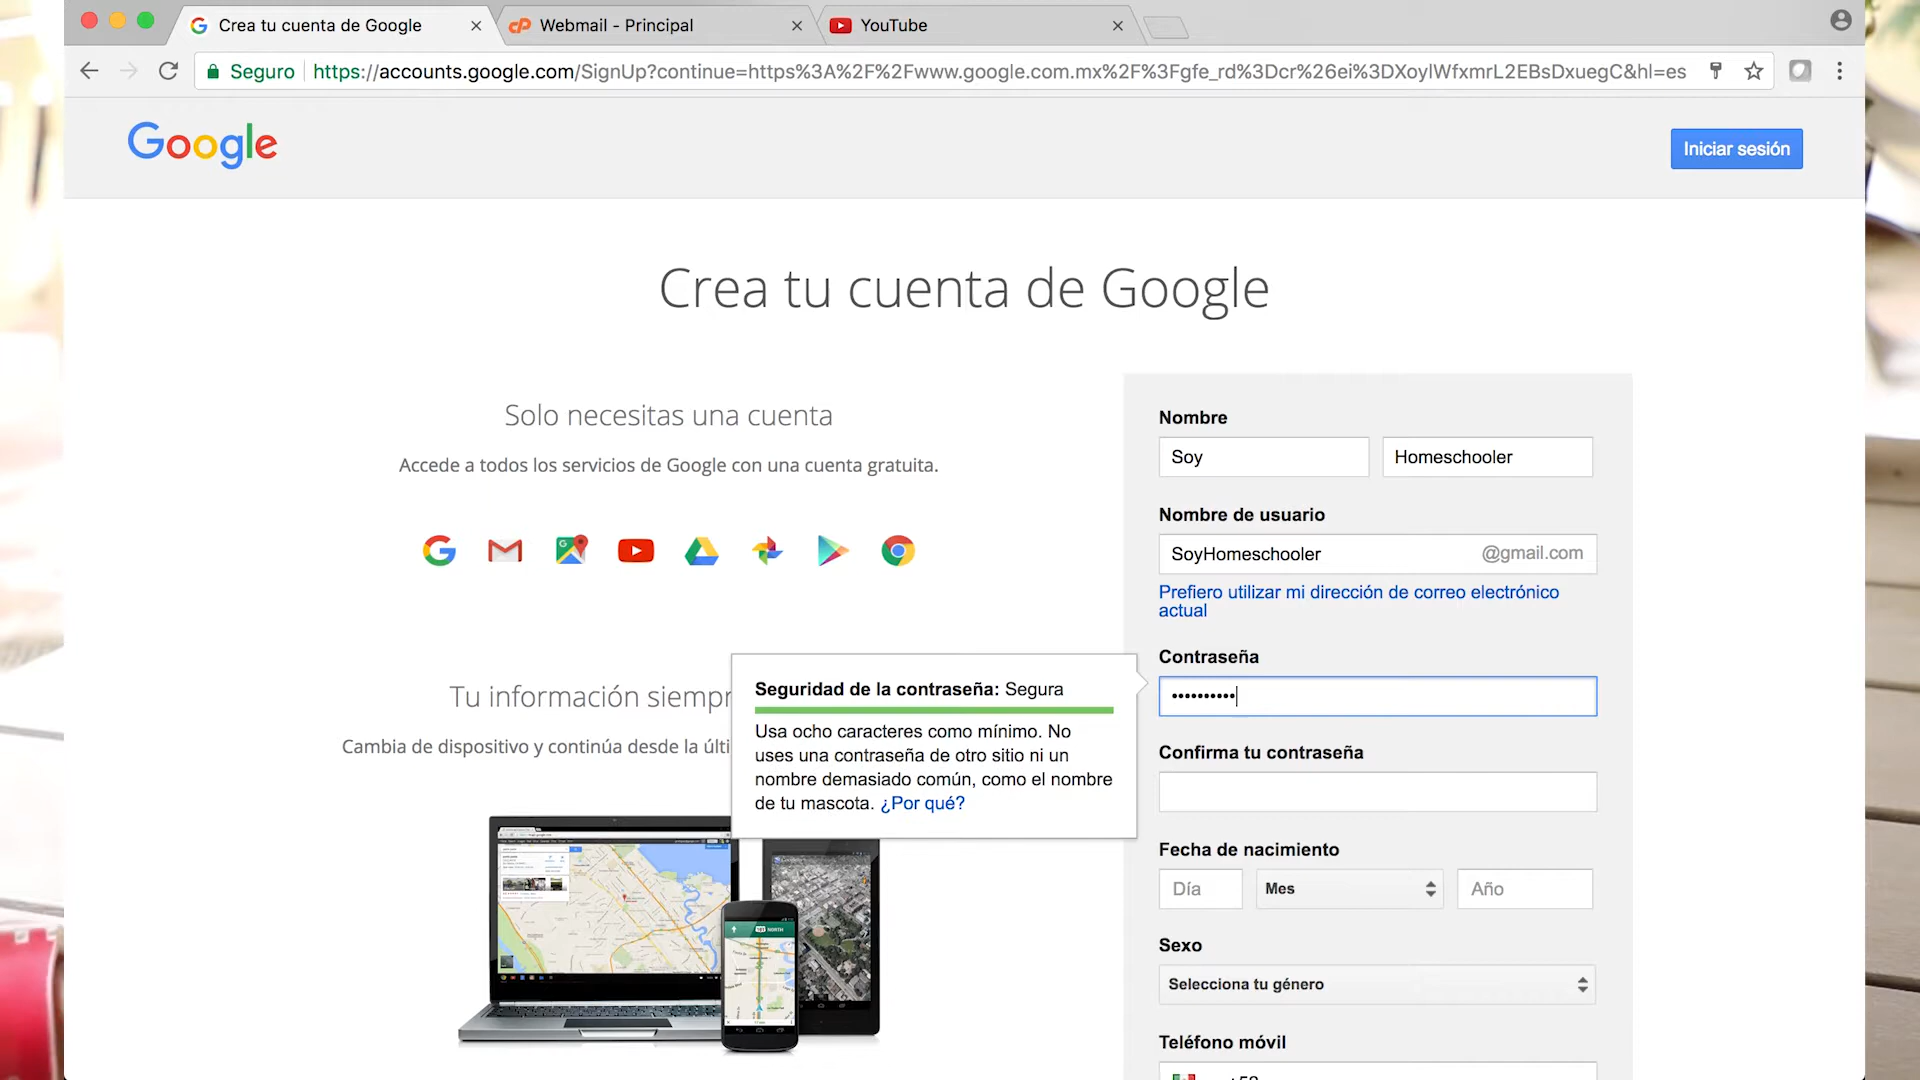 Crea tu cuenta de Google
Webmail - Principal
YouTube
Seguro
https://accounts.google.com/SignUp?continue=https%3A%2F%2Fwww.google.com.mx%2F%3Fgfe_rd%3Dcr%26ei%3DXoylWfxmrL2EBsDxuegC&hl=es
Google
Iniciar sesión
Crea tu cuenta de Google
Solo necesitas una cuenta
Accede a todos los servicios de Google con una cuenta gratuita.
Tu información siemp
Cambia de dispositivo y continúa desde la últi
Seguridad de la contraseña: Segura
Usa ocho caracteres como mínimo. No
uses una contraseña de otro sitio ni un
nombre demasiado común, como el nombre
de tu mascota. ¿Por qué?
Nombre
Soy
Homeschooler
Nombre de usuario
SoyHomeschooler
@gmail.com
Prefiero utilizar mi dirección de correo electrónico
actual
Contraseña
••••••••••
Confirma tu contraseña
Fecha de nacimiento
Día
Mes
Año
Sexo
Selecciona tu género
Teléfono móvil
+52
NORTH